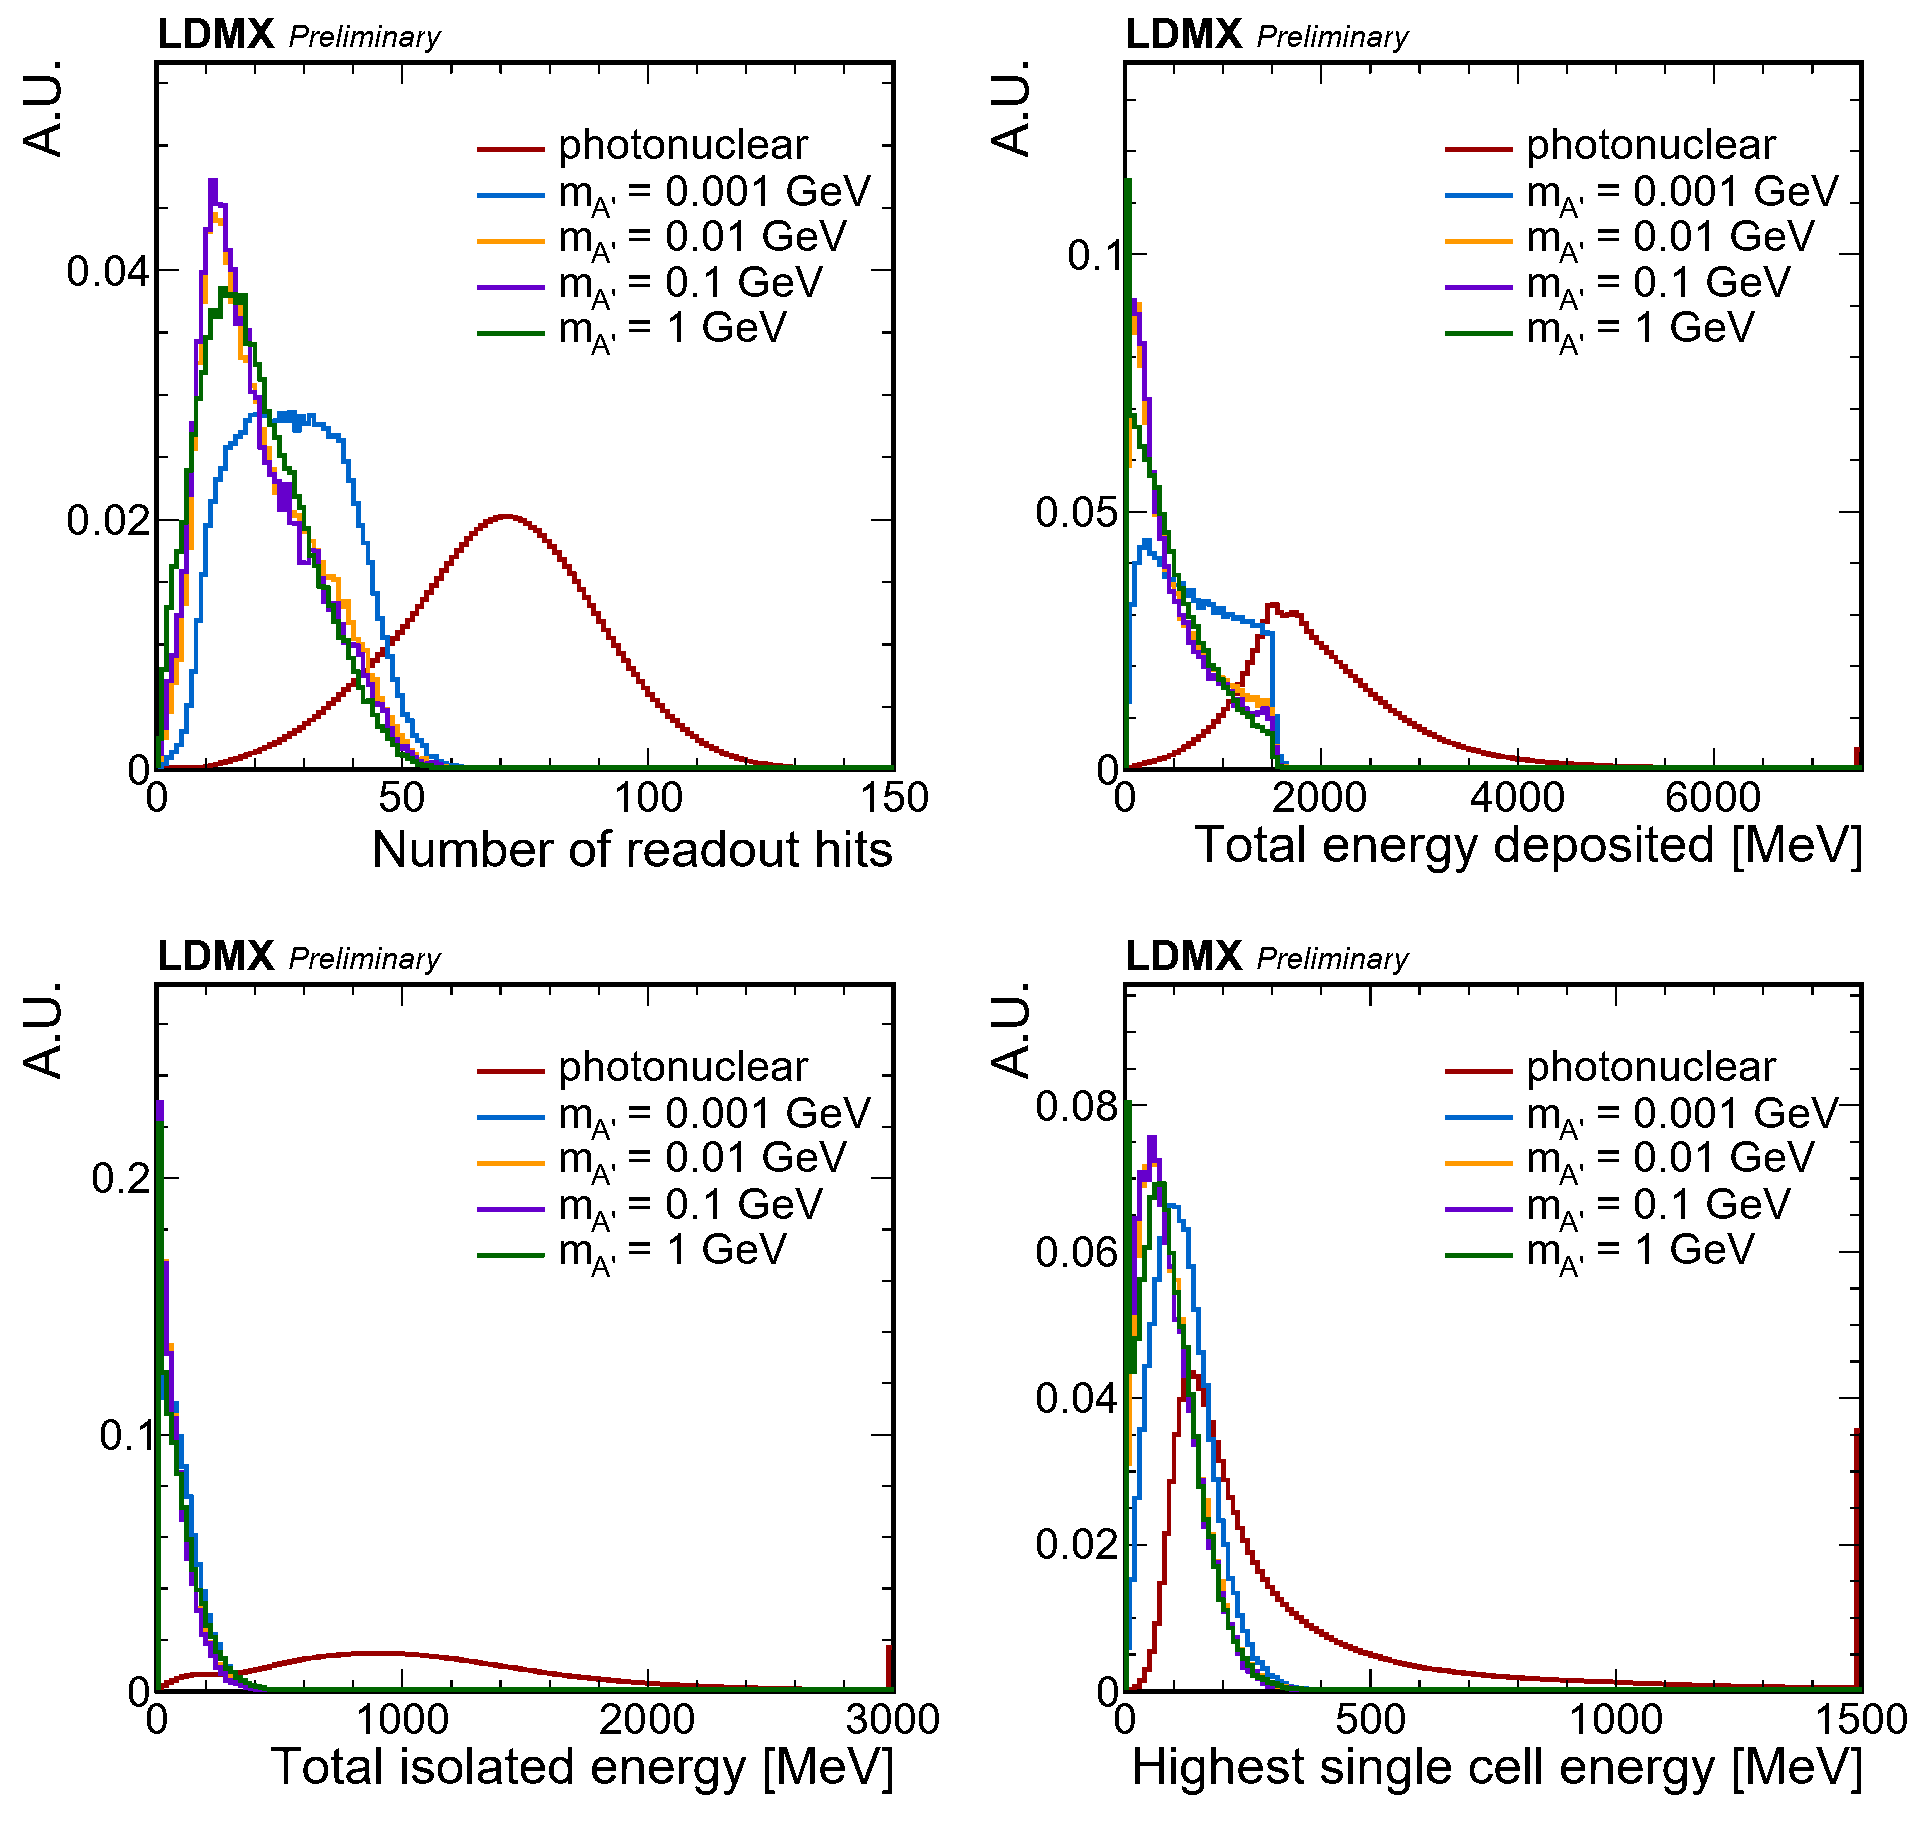 LDMX Preliminary
A.U.
photonuclear
mA' = 0.001 GeV
mA' = 0.01 GeV
mA' = 0.1 GeV
mA' = 1 GeV
0.04
0.02
0
0 50 100 150
Number of readout hits
LDMX Preliminary
A.U.
photonuclear
mA' = 0.001 GeV
mA' = 0.01 GeV
mA' = 0.1 GeV
mA' = 1 GeV
0.1
0.05
0
0 2000 4000 6000
Total energy deposited [MeV]
LDMX Preliminary
A.U.
photonuclear
mA' = 0.001 GeV
mA' = 0.01 GeV
mA' = 0.1 GeV
mA' = 1 GeV
0.2
0.1
0
0 1000 2000 3000
Total isolated energy [MeV]
LDMX Preliminary
A.U.
photonuclear
mA' = 0.001 GeV
mA' = 0.01 GeV
mA' = 0.1 GeV
mA' = 1 GeV
0.08
0.06
0.04
0.02
0
0 500 1000 1500
Highest single cell energy [MeV]